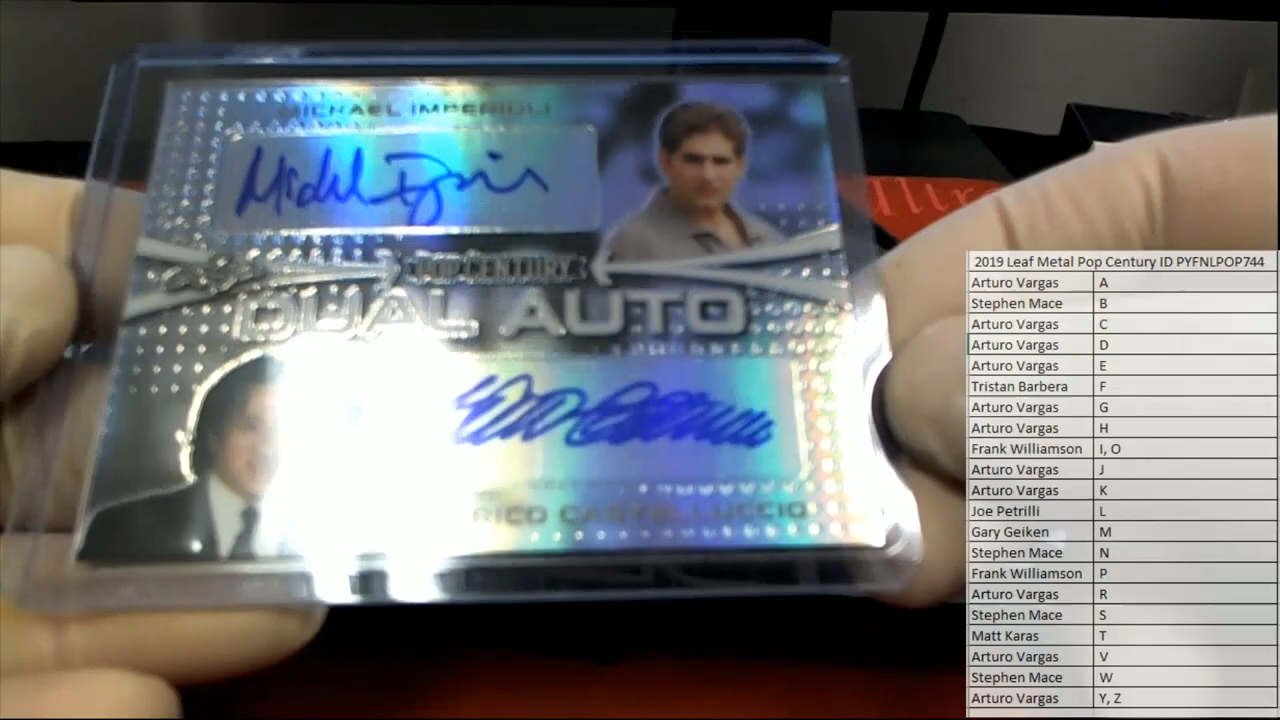 MICHAEL IMPERIOLI
POP CENTURY
DUAL AUTO
RICO CASTELLUCCIO
2019 Leaf Metal Pop Century ID PYFNLPOP744
Arturo Vargas A
Stephen Mace B
Arturo Vargas C
Arturo Vargas D
Arturo Vargas E
Tristan Barbera F
Arturo Vargas G
Arturo Vargas H
Frank Williamson I, O
Arturo Vargas J
Arturo Vargas K
Joe Petrilli L
Gary Geiken M
Stephen Mace N
Frank Williamson P
Arturo Vargas R
Stephen Mace S
Matt Karas T
Arturo Vargas V
Stephen Mace W
Arturo Vargas Y, Z